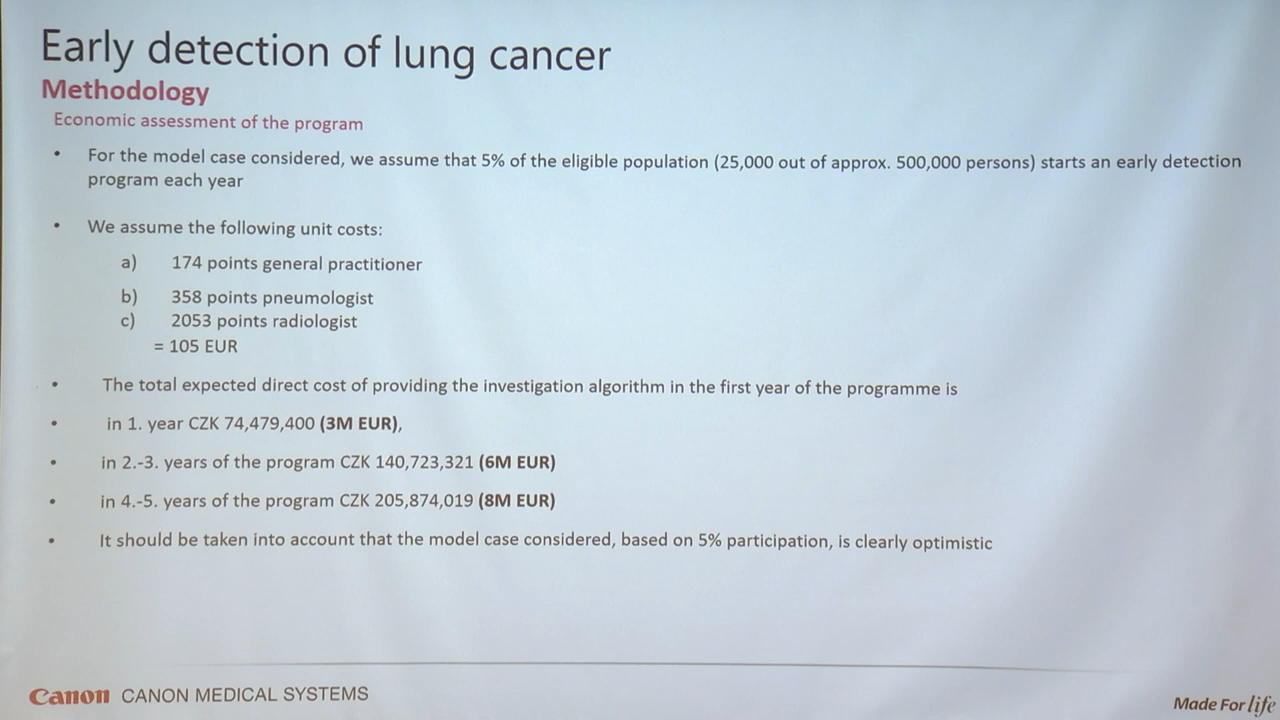 Early detection of lung cancer
Methodology
Economic assessment of the program
• For the model case considered, we assume that 5% of the eligible population (25,000 out of approx. 500,000 persons) starts an early detection
program each year
• We assume the following unit costs:
a) 174 points general practitioner
b) 358 points pneumologist
c) 2053 points radiologist
= 105 EUR
• The total expected direct cost of providing the investigation algorithm in the first year of the programme is
• in 1. year CZK 74,479,400 (3M EUR),
• in 2.-3. years of the program CZK 140,723,321 (6M EUR)
• in 4.-5. years of the program CZK 205,874,019 (8M EUR)
• It should be taken into account that the model case considered, based on 5% participation, is clearly optimistic
Canon CANON MEDICAL SYSTEMS
Made For life